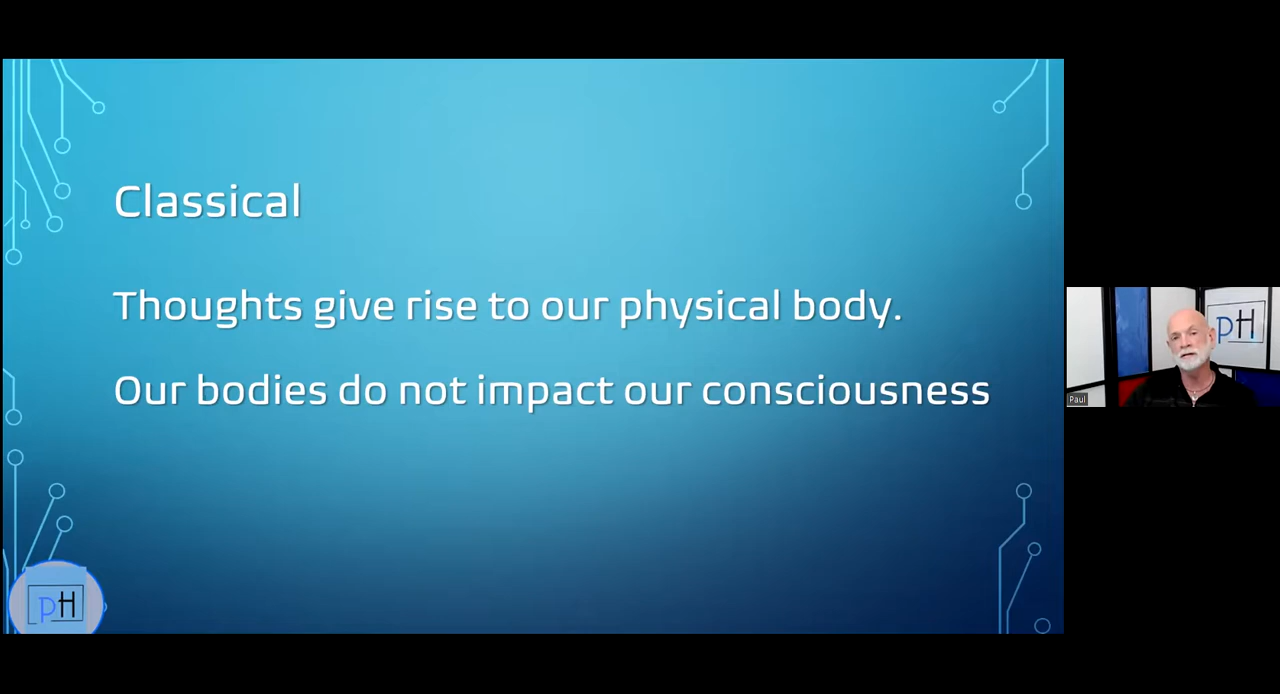 Classical
Thoughts give rise to our physical body.
Our bodies do not impact our consciousness
pH
pH
Paul